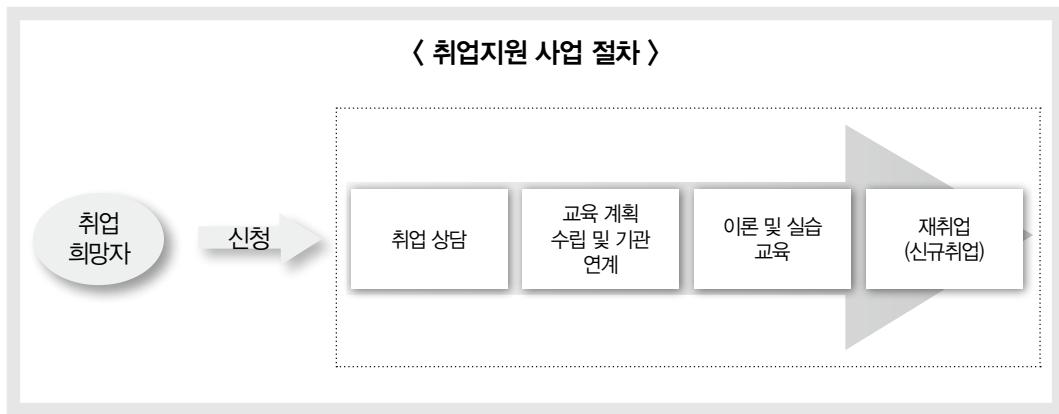 < 취업지원 사업 절차 >
취업
희망자
신청
취업 상담
교육 계획
수립 및 기관
연계
이론 및 실습
교육
재취업
(신규취업)